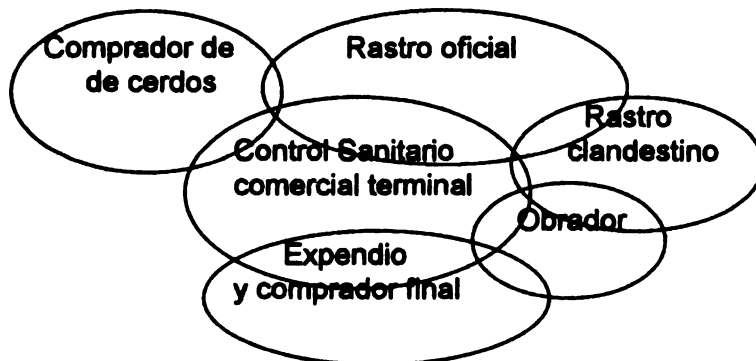 Comprador de
de cerdos
Rastro oficial
Rastro
clandestino
Control Sanitario
comercial terminal
Obrador
Expendio
y comprador final